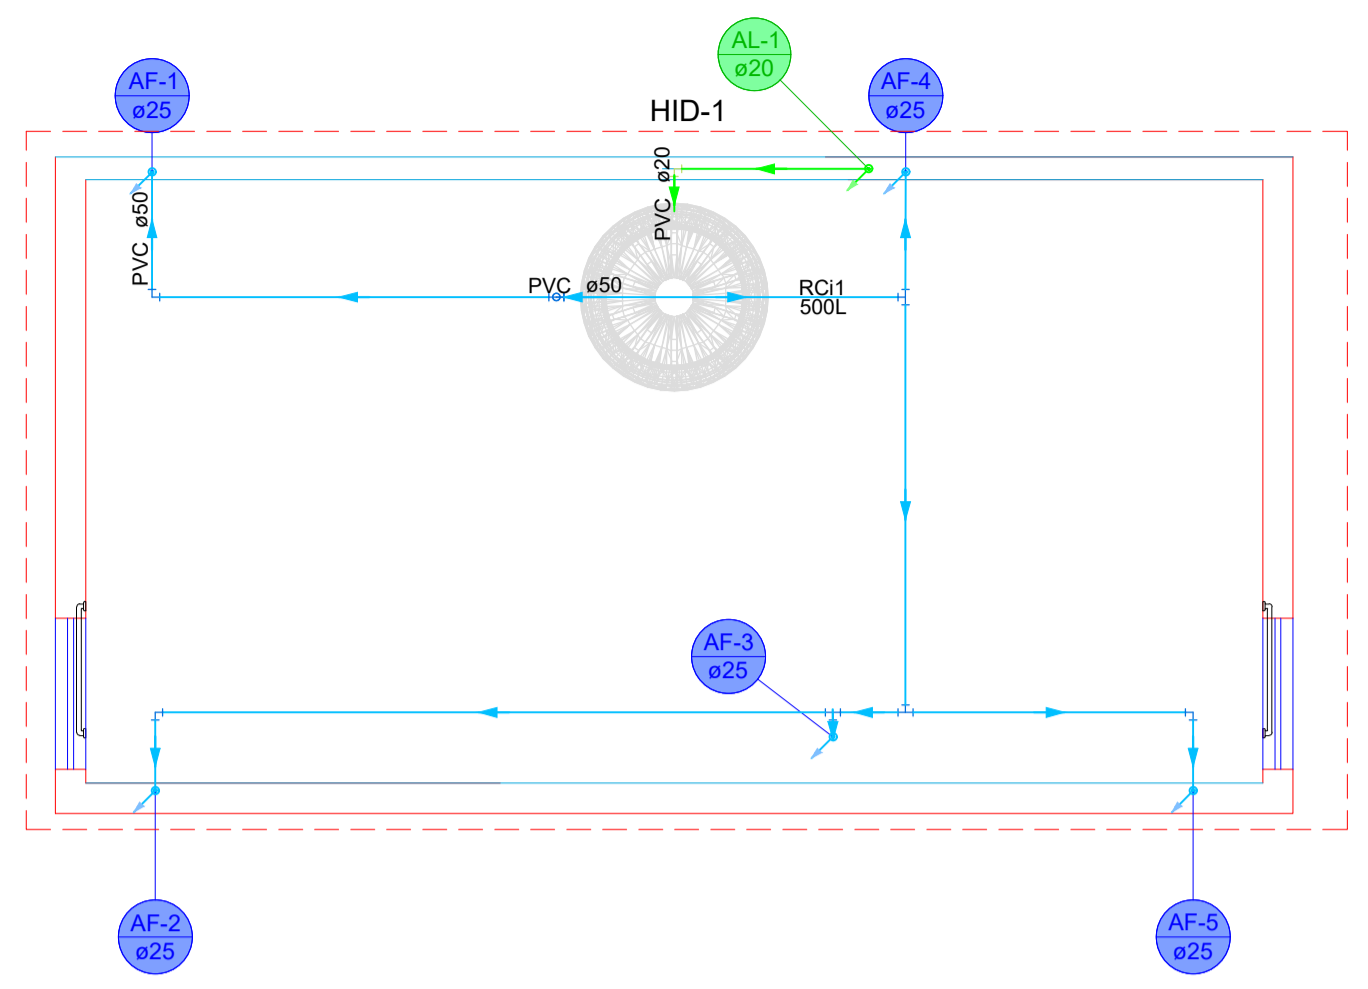 AL-1
ø20
AF-1
ø25
AF-4
ø25
HID-1
PVC ø20
PVC ø50
PVC ø50
RCi1
500L
AF-3
ø25
AF-2
ø25
AF-5
ø25